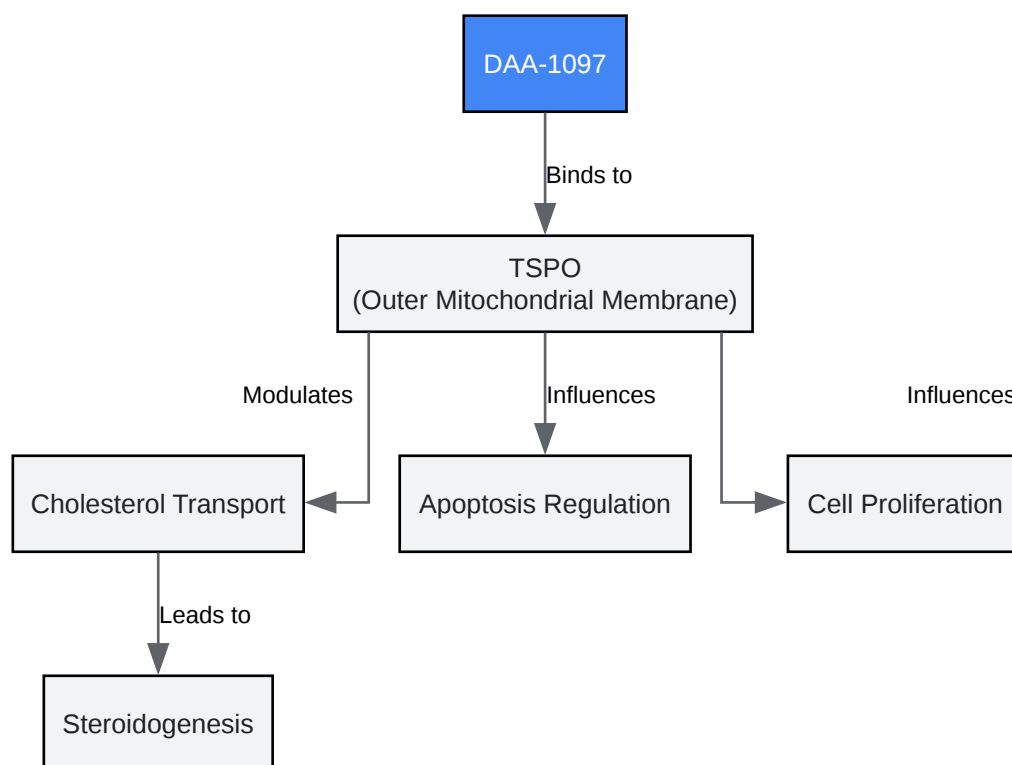 DAA-1097
Binds to
TSPO
(Outer Mitochondrial Membrane)
Modulates
Influences
Influences
Cholesterol Transport
Apoptosis Regulation
Cell Proliferation
Leads to
Steroidogenesis